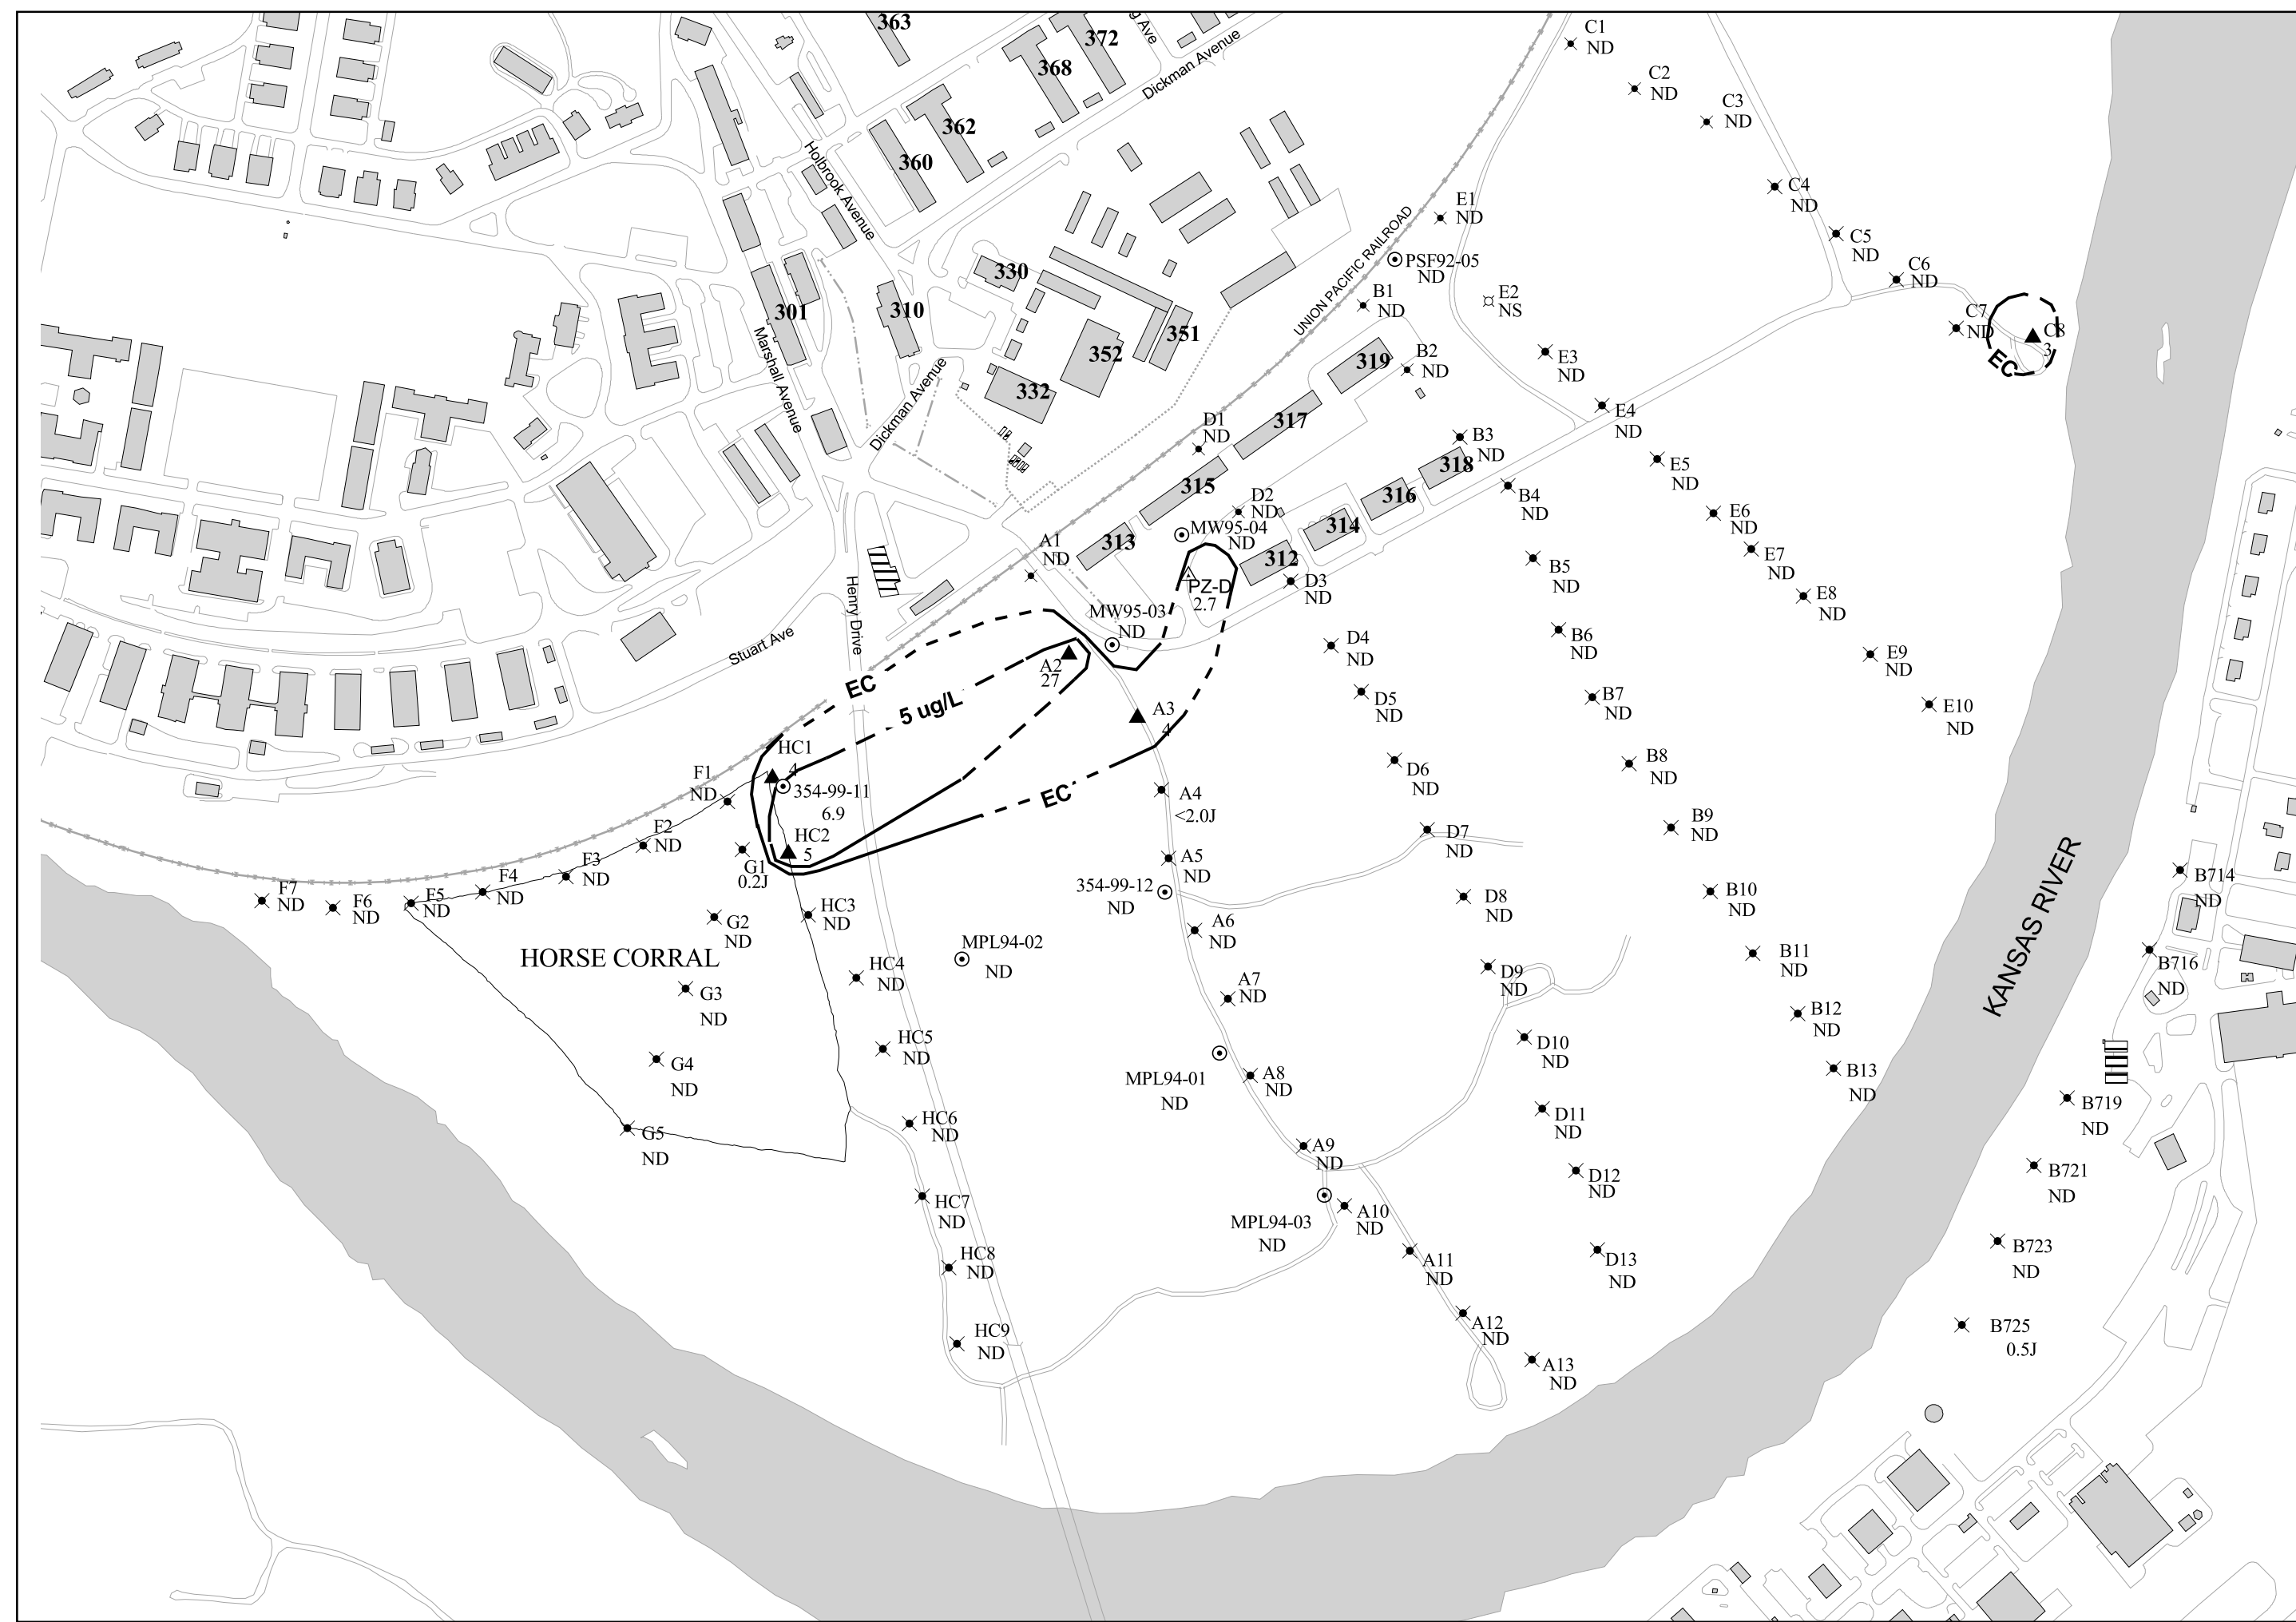 363
372
g Ave
368
Dickman Avenue
C1
ND
C2
ND
C3
ND
362
360
Holbrook Avenue
C4
ND
E1
ND
C5
ND
UNION PACIFIC RAILROAD
PSF92-05
ND
C6
ND
330
301
310
E2
NS
B1
ND
C7
ND
C8
3
EC
Marshall Avenue
351
352
319
B2
ND
E3
ND
332
Dickman Avenue
317
D1
ND
E4
ND
B3
ND
318
E5
ND
315
316
B4
ND
D2
ND
314
MW95-04
ND
E6
ND
A1
ND
313
312
E7
ND
B5
ND
PZ-D
2.7
D3
ND
Henry Drive
MW95-03
ND
E8
ND
Stuart Ave
B6
ND
D4
ND
A2
27
E9
ND
EC
5 ug/L
D5
ND
B7
ND
E10
ND
A3
4
HC1
4
F1
ND
354-99-11
6.9
D6
ND
B8
ND
EC
A4
<2.0J
F2
ND
HC2
5
D7
ND
B9
ND
G1
0.2J
F3
ND
A5
ND
F4
ND
354-99-12
ND
F7
ND
F6
ND
F5
ND
D8
ND
B10
ND
B714
ND
KANSAS RIVER
HC3
ND
G2
ND
A6
ND
HORSE CORRAL
MPL94-02
ND
HC4
ND
D9
ND
B11
ND
B716
ND
G3
ND
A7
ND
B12
ND
HC5
ND
D10
ND
G4
ND
MPL94-01
ND
A8
ND
B13
ND
B719
ND
HC6
ND
D11
ND
G5
ND
A9
ND
D12
ND
B721
ND
HC7
ND
MPL94-03
ND
A10
ND
B723
ND
HC8
ND
A11
ND
D13
ND
HC9
ND
A12
ND
B725
0.5J
A13
ND